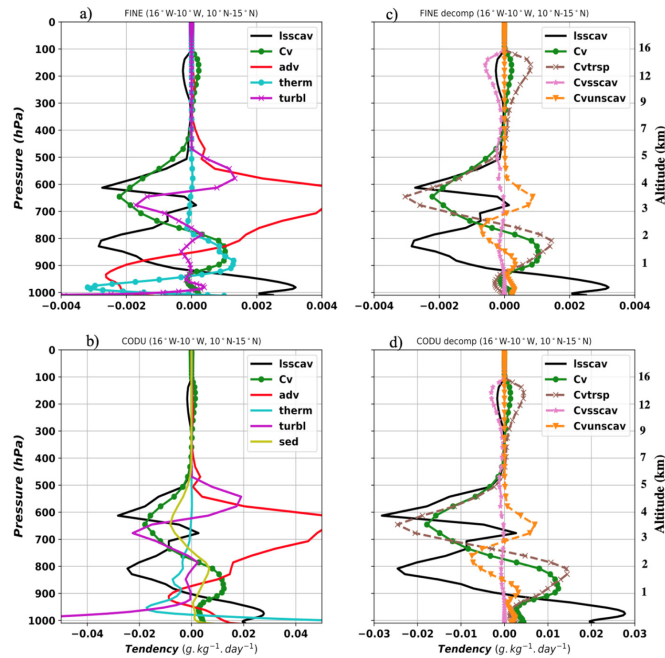 a)
FINE (16°W-10°W, 10°N-15°N)
0
100
200
300
400
500
600
700
800
900
1000
Pressure (hPa)
lsscav
Cv
adv
therm
turbl
−0.004
−0.002
0.000
0.002
0.004
c)
FINE decomp (16°W-10°W, 10°N-15°N)
lsscav
Cv
Cvtrsp
Cvsscav
Cvunscav
16
12
9
7
5
4
3
2
1
Altitude (km)
−0.004
−0.002
0.000
0.002
0.004
b)
CODU (16°W-10°W, 10°N-15°N)
0
100
200
300
400
500
600
700
800
900
1000
Pressure (hPa)
lsscav
Cv
adv
therm
turbl
sed
−0.04
−0.02
0.00
0.02
0.04
Tendency (g.kg⁻¹.day⁻¹)
d)
CODU decomp (16°W-10°W, 10°N-15°N)
lsscav
Cv
Cvtrsp
Cvsscav
Cvunscav
16
12
9
7
5
4
3
2
1
Altitude (km)
−0.03
−0.02
−0.01
0.00
0.01
0.02
0.03
Tendency (g.kg⁻¹.day⁻¹)